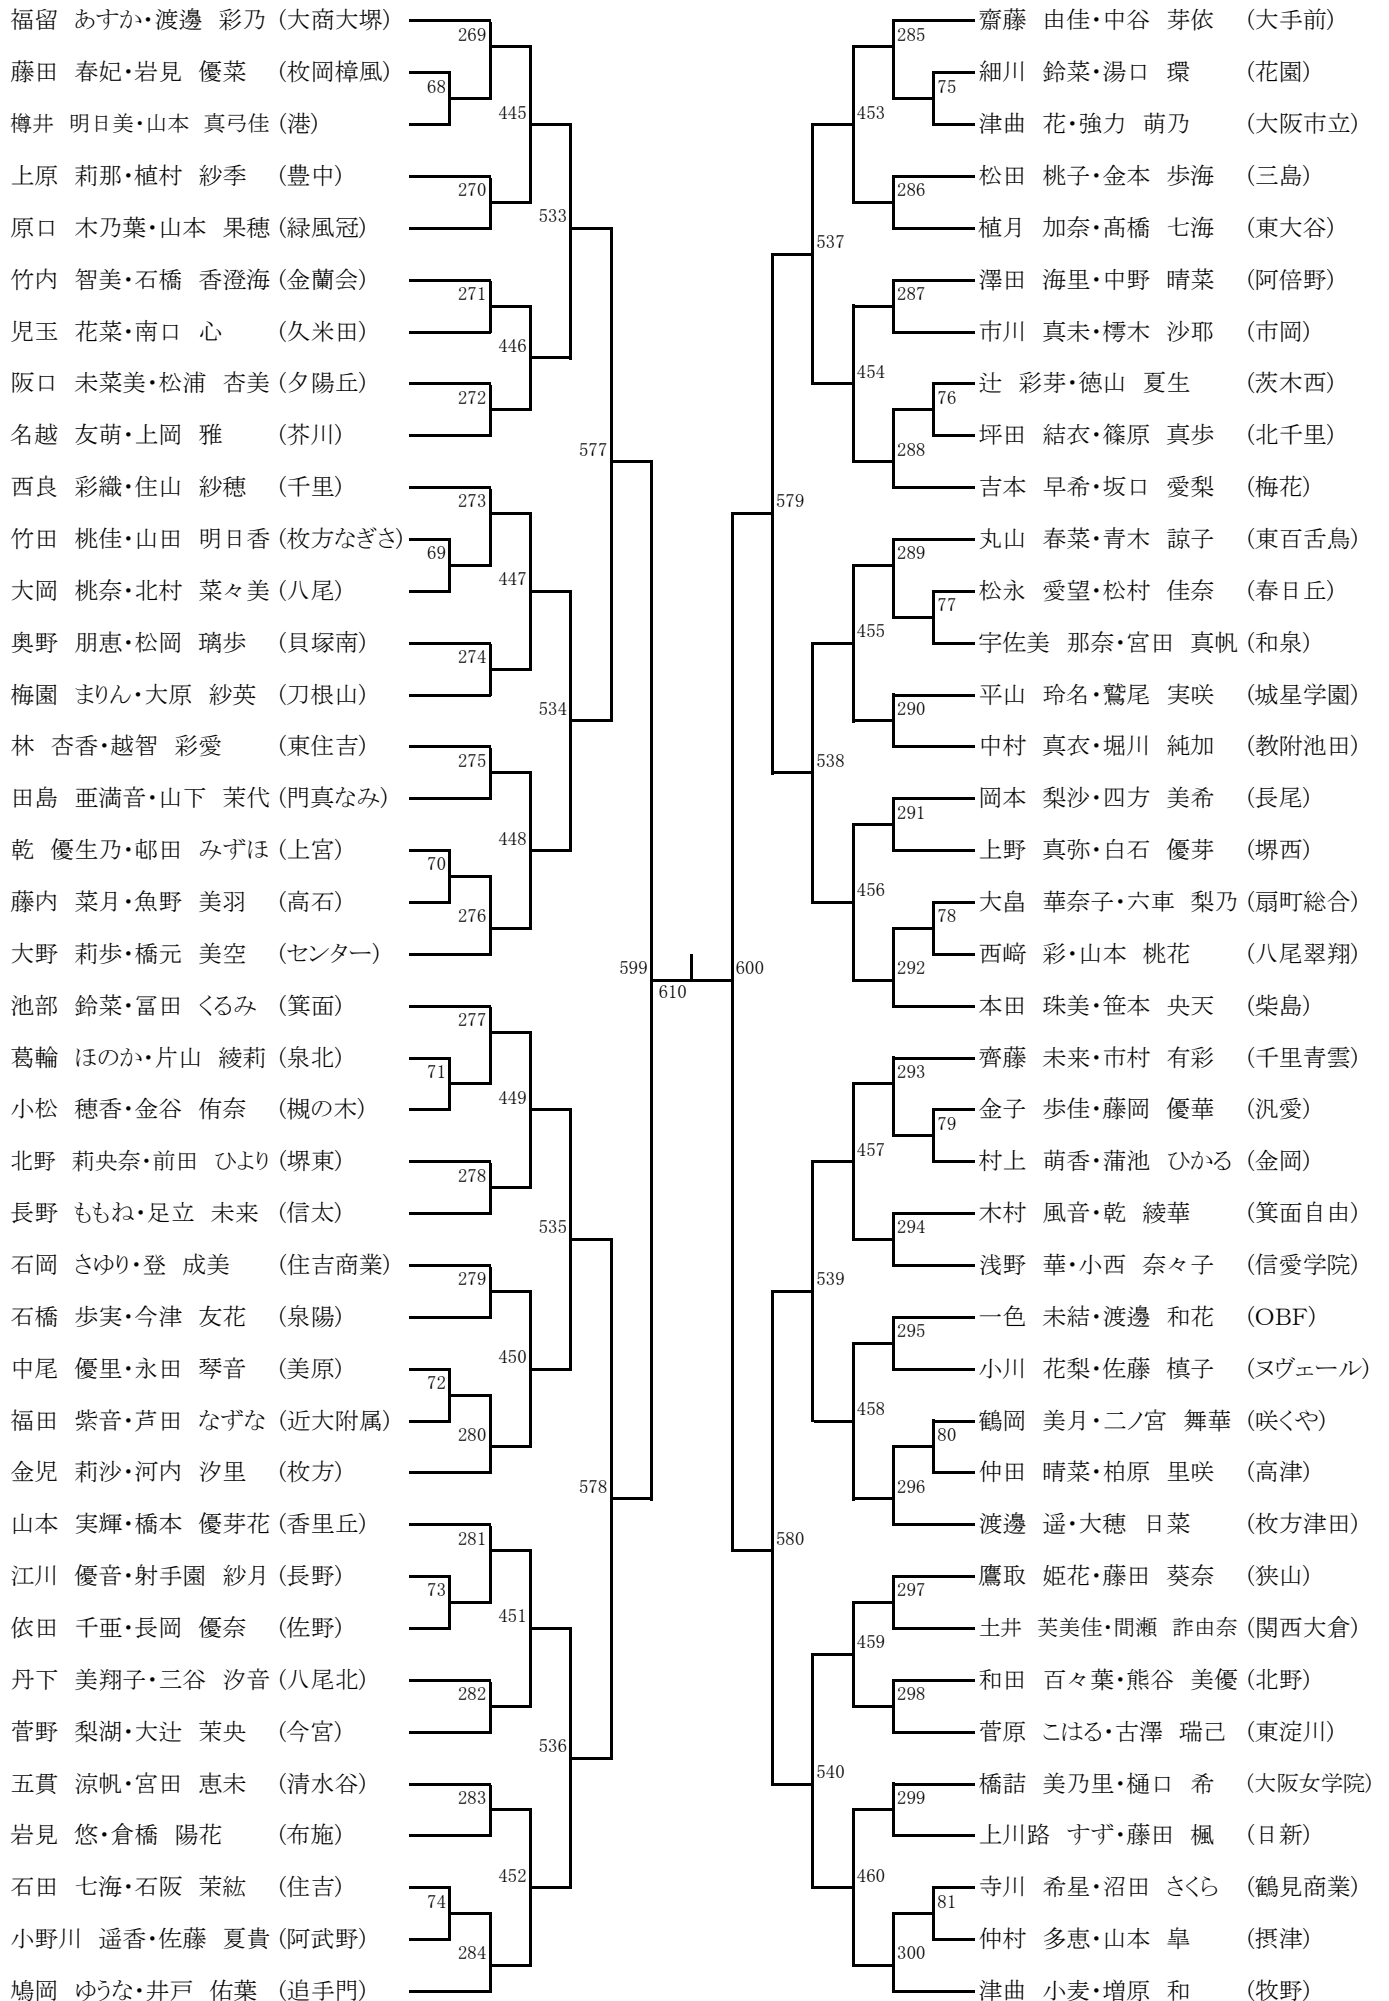 福留 あすか・渡邊 彩乃 (大商大堺)
269
藤田 春妃・岩見 優菜 (枚岡樟風)
68
445
樽井 明日美・山本 真弓佳 (港)
上原 莉那・植村 紗季 (豊中)
270
533
原口 木乃葉・山本 果穂 (緑風冠)
竹内 智美・石橋 香澄海 (金蘭会)
271
児玉 花菜・南口 心 (久米田)
446
阪口 未菜美・松浦 杏美 (夕陽丘)
272
名越 友萌・上岡 雅 (芥川)
577
西良 彩織・住山 紗穂 (千里)
273
竹田 桃佳・山田 明日香 (枚方なぎさ)
69
447
大岡 桃奈・北村 菜々美 (八尾)
奥野 朋恵・松岡 璃歩 (貝塚南)
274
梅園 まりん・大原 紗英 (刀根山)
534
林 杏香・越智 彩愛 (東住吉)
275
田島 亜満音・山下 茉代 (門真なみ)
448
乾 優生乃・邨田 みずほ (上宮)
70
藤内 菜月・魚野 美羽 (高石)
276
大野 莉歩・橋元 美空 (センター)
599
610
池部 鈴菜・冨田 くるみ (箕面)
277
葛輪 ほのか・片山 綾莉 (泉北)
71
449
小松 穂香・金谷 侑奈 (槻の木)
北野 莉央奈・前田 ひより (堺東)
278
長野 ももね・足立 未来 (信太)
535
石岡 さゆり・登 成美 (住吉商業)
279
石橋 歩実・今津 友花 (泉陽)
450
中尾 優里・永田 琴音 (美原)
72
福田 紫音・芦田 なずな (近大附属)
280
金児 莉沙・河内 汐里 (枚方)
578
山本 実輝・橋本 優芽花 (香里丘)
281
江川 優音・射手園 紗月 (長野)
73
451
依田 千亜・長岡 優奈 (佐野)
丹下 美翔子・三谷 汐音 (八尾北)
282
菅野 梨湖・大辻 茉央 (今宮)
536
五貫 涼帆・宮田 恵未 (清水谷)
283
岩見 悠・倉橋 陽花 (布施)
452
石田 七海・石阪 茉紘 (住吉)
74
小野川 遥香・佐藤 夏貴 (阿武野)
284
鳩岡 ゆうな・井戸 佑葉 (追手門)
齋藤 由佳・中谷 芽依 (大手前)
285
細川 鈴菜・湯口 環 (花園)
75
453
津曲 花・強力 萌乃 (大阪市立)
松田 桃子・金本 歩海 (三島)
286
植月 加奈・髙橋 七海 (東大谷)
537
澤田 海里・中野 晴菜 (阿倍野)
287
市川 真未・樗木 沙耶 (市岡)
454
辻 彩芽・徳山 夏生 (茨木西)
76
坪田 結衣・篠原 真歩 (北千里)
288
吉本 早希・坂口 愛梨 (梅花)
579
丸山 春菜・青木 諒子 (東百舌鳥)
289
松永 愛望・松村 佳奈 (春日丘)
77
455
宇佐美 那奈・宮田 真帆 (和泉)
平山 玲名・鷲尾 実咲 (城星学園)
290
中村 真衣・堀川 純加 (教附池田)
538
岡本 梨沙・四方 美希 (長尾)
291
上野 真弥・白石 優芽 (堺西)
456
大畠 華奈子・六車 梨乃 (扇町総合)
78
西﨑 彩・山本 桃花 (八尾翠翔)
292
600
本田 珠美・笹本 央天 (柴島)
齊藤 未来・市村 有彩 (千里青雲)
293
金子 歩佳・藤岡 優華 (汎愛)
79
457
村上 萌香・蒲池 ひかる (金岡)
木村 風音・乾 綾華 (箕面自由)
294
浅野 華・小西 奈々子 (信愛学院)
539
一色 未結・渡邊 和花 (OBF)
295
小川 花梨・佐藤 槙子 (ヌヴェール)
458
鶴岡 美月・二ノ宮 舞華 (咲くや)
80
仲田 晴菜・柏原 里咲 (高津)
296
渡邊 遥・大穂 日菜 (枚方津田)
580
鷹取 姫花・藤田 葵奈 (狭山)
297
土井 芙美佳・間瀬 詐由奈 (関西大倉)
459
和田 百々葉・熊谷 美優 (北野)
298
菅原 こはる・古澤 瑞己 (東淀川)
540
橋詰 美乃里・樋口 希 (大阪女学院)
299
上川路 すず・藤田 楓 (日新)
460
寺川 希星・沼田 さくら (鶴見商業)
81
仲村 多恵・山本 皐 (摂津)
300
津曲 小麦・増原 和 (牧野)